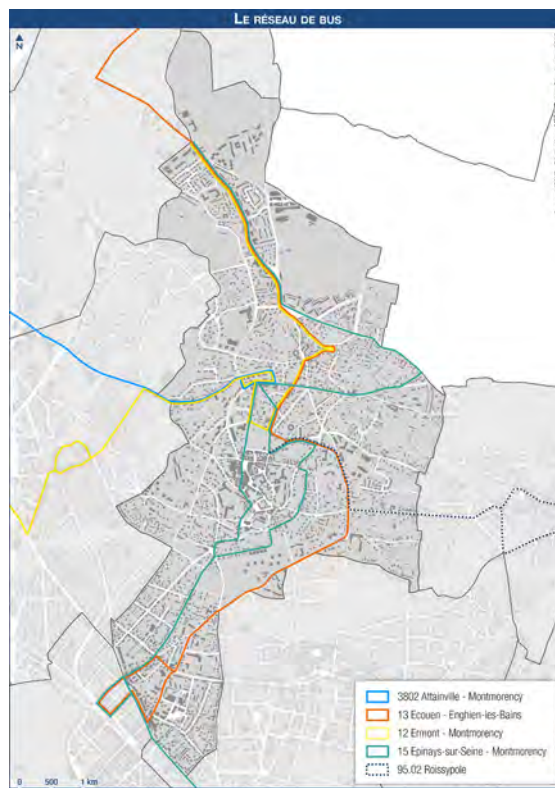 LE RÉSEAU DE BUS
N
3802 Attainville - Montmorency
13 Ecouen - Enghien-les-Bains
12 Ermont - Montmorency
15 Epinays-sur-Seine - Montmorency
95.02 Roissypole
0 500 1 km